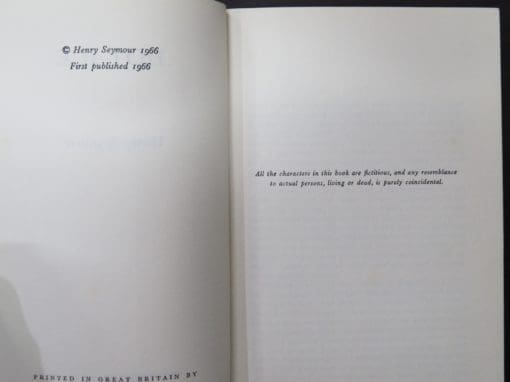 © Henry Seymour 1966
First published 1966
PRINTED IN GREAT BRITAIN BY
All the characters in this book are fictitious, and any resemblance
to actual persons, living or dead, is purely coincidental.